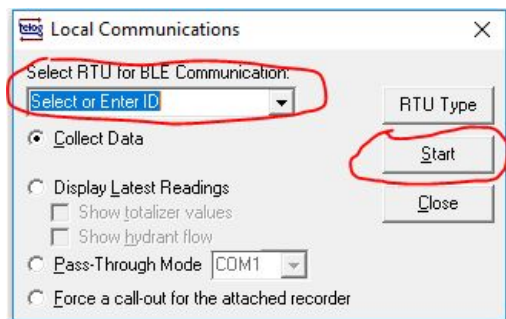 telog Local Communications
Select RTU for BLE Communication:
Select or Enter ID
RTU Type
Collect Data
Start
Display Latest Readings
Close
Show totalizer values
Show hydrant flow
Pass-Through Mode COM1
Force a call-out for the attached recorder